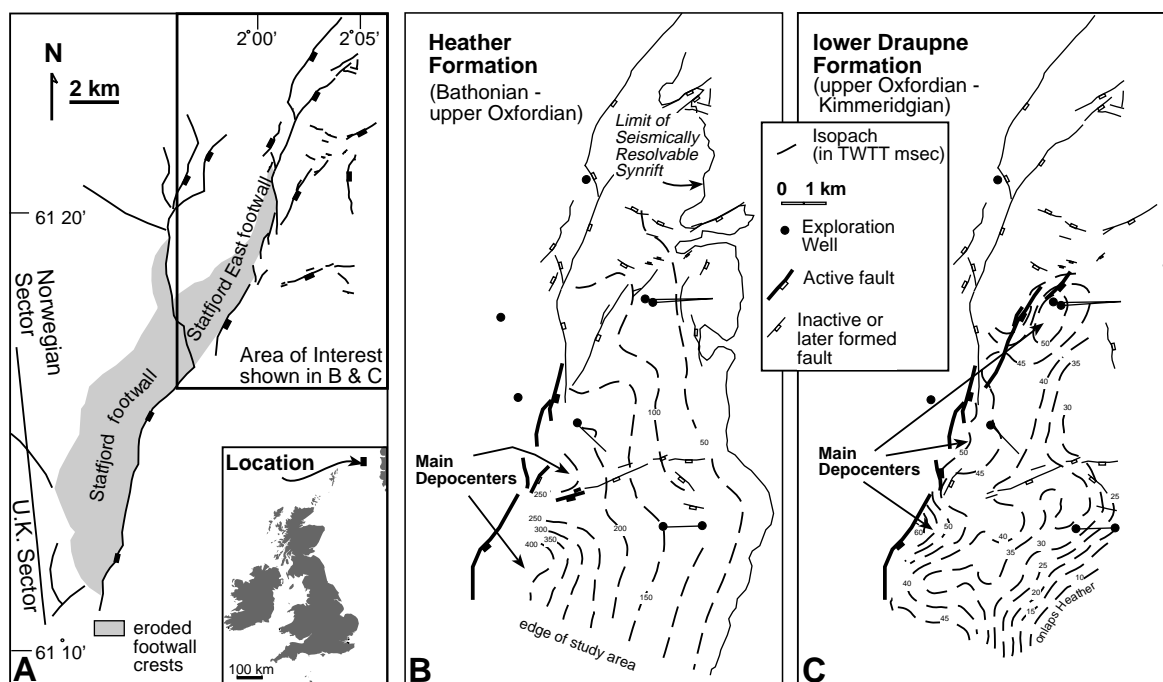 N
2 km
2°00'
2°05'
61 20'
Norwegian
Sector
U.K. Sector
Statfjord East footwall
Statfjord footwall
Area of Interest
shown in B & C
Location
100 km
eroded
footwall
crests
61°10'
A
Heather
Formation
(Bathonian -
upper Oxfordian)
Limit of
Seismically
Resolvable
Synrift
100
50
Main
Depocenters
250
250
300
350
400
200
150
edge of study area
B
lower Draupne
Formation
(upper Oxfordian -
Kimmeridgian)
Isopach
(in TWTT msec)
0 1 km
Exploration
Well
Active fault
Inactive or
later formed
fault
50
45
35
40
30
Main
Depocenters
50
45
25
60
50
40
35
30
25
20
15
10
40
45
onlaps Heather
C